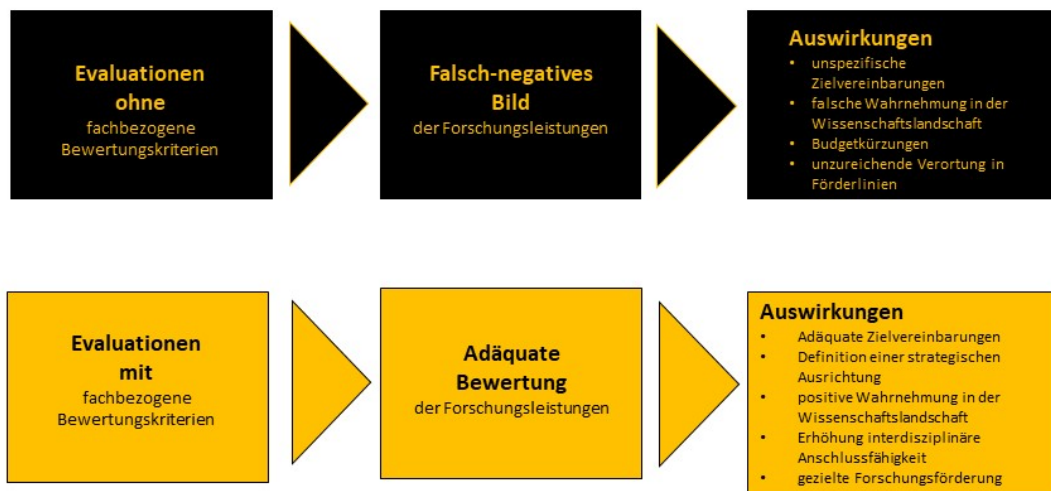 Evaluationen
ohne
fachbezogene
Bewertungskriterien
Falsch-negatives
Bild
der Forschungsleistungen
Auswirkungen
• unspezifische
Zielvereinbarungen
• falsche Wahrnehmung in der
Wissenschaftslandschaft
• Budgetkürzungen
• unzureichende Verortung in
Förderlinien
Evaluationen
mit
fachbezogene
Bewertungskriterien
Adäquate
Bewertung
der Forschungsleistungen
Auswirkungen
• Adäquate Zielvereinbarungen
• Definition einer strategischen
Ausrichtung
• positive Wahrnehmung in der
Wissenschaftslandschaft
• Erhöhung interdisziplinäre
Anschlussfähigkeit
• gezielte Forschungsförderung